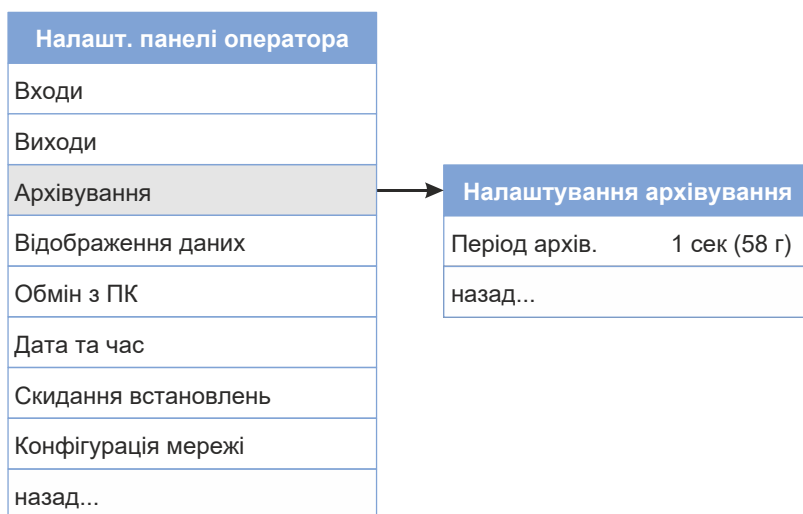 Налашт. панелі оператора
Входи
Виходи
Архівування
Відображення даних
Обмін з ПК
Дата та час
Скидання встановлень
Конфігурація мережі
назад...
Налаштування архівування
Період архів. 1 сек (58 г)
назад...